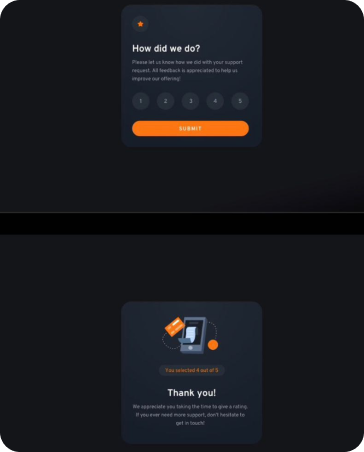 How did we do?
Please let us know how we did with your support
request. All feedback is appreciated to help us
improve our offering!
1 2 3 4 5
SUBMIT
You selected 4 out of 5
Thank you!
We appreciate you taking the time to give a rating.
If you ever need more support, don't hesitate to
get in touch!